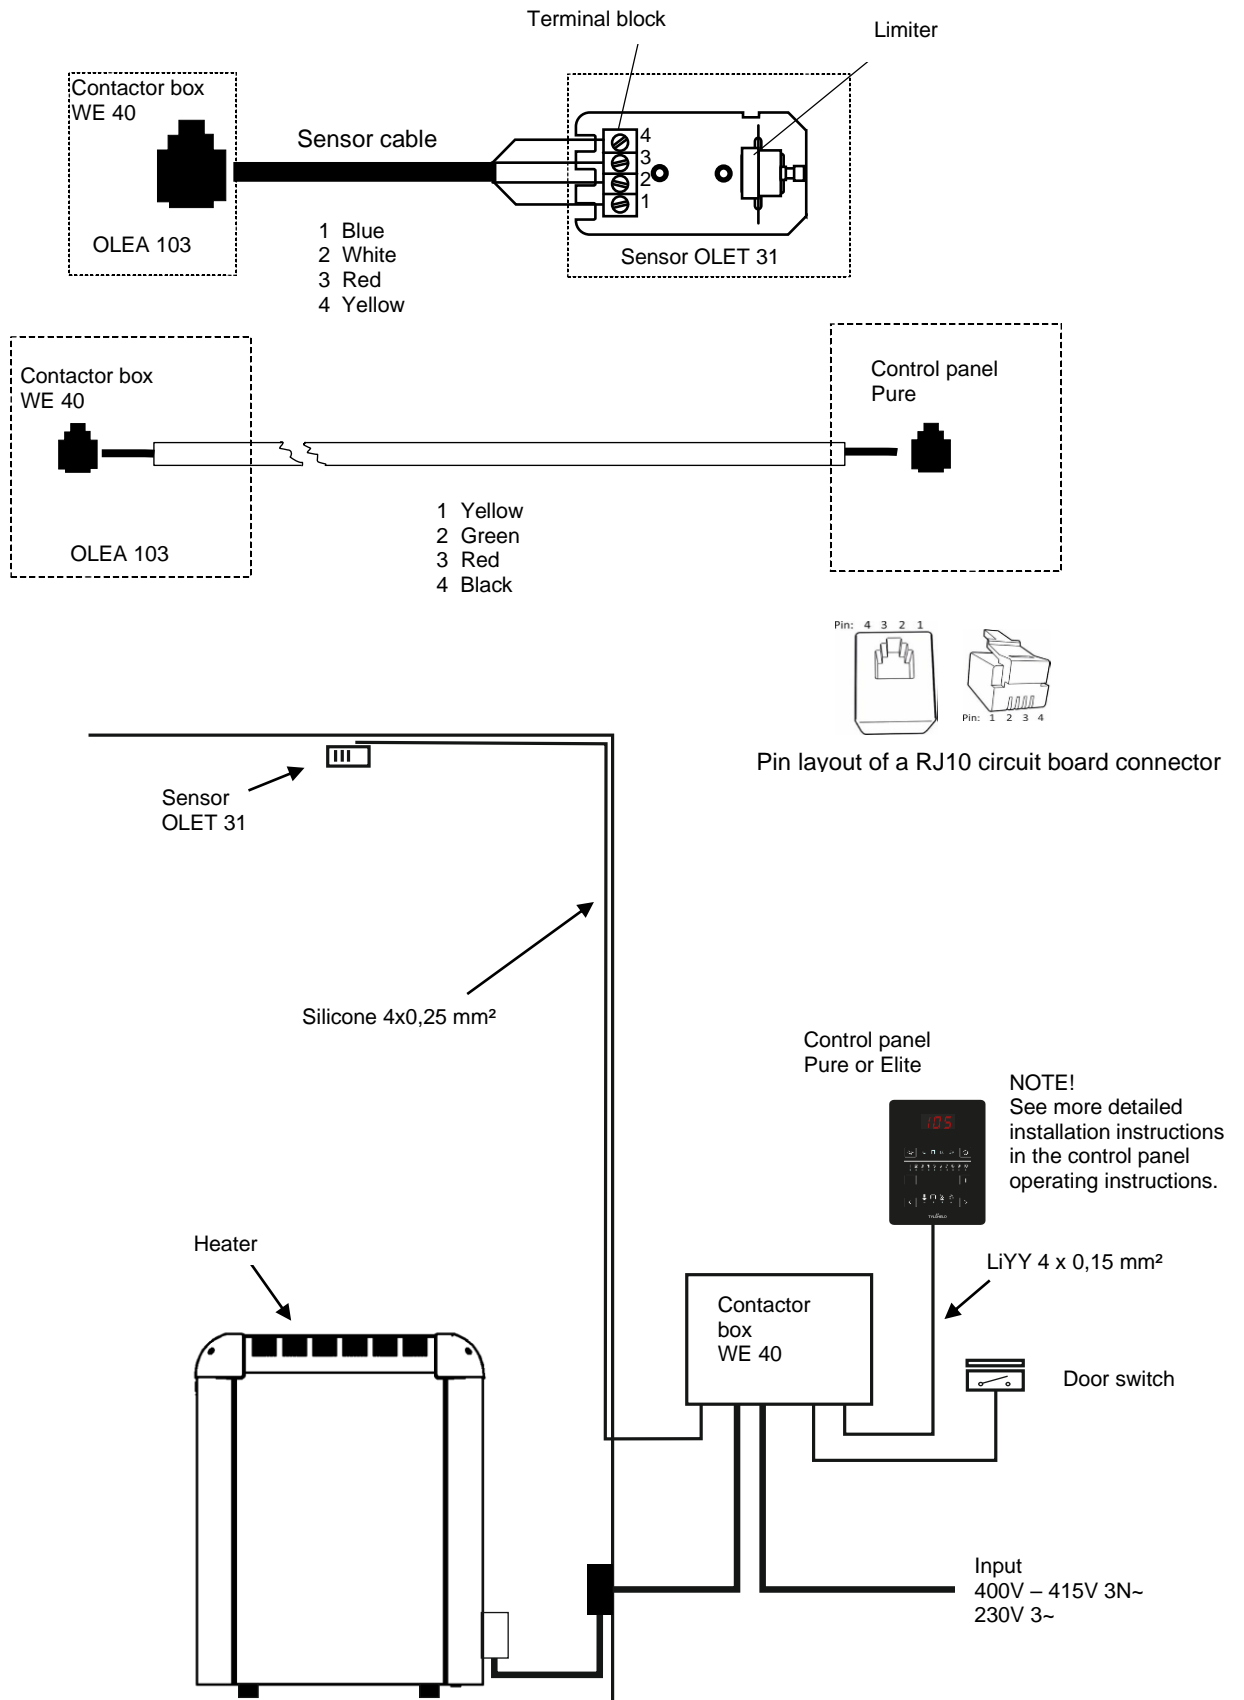 Terminal block
Limiter
Contactor box
WE 40
Sensor cable
4
3
2
1
OLEA 103
Sensor OLET 31
1 Blue
2 White
3 Red
4 Yellow
Contactor box
WE 40
Control panel
Pure
OLEA 103
1 Yellow
2 Green
3 Red
4 Black
Pin: 4 3 2 1
Pin: 1 2 3 4
Pin layout of a RJ10 circuit board connector
Sensor
OLET 31
Silicone 4x0,25 mm²
Control panel
Pure or Elite
NOTE!
See more detailed
installation instructions
in the control panel
operating instructions.
105
Heater
LiYY 4 x 0,15 mm²
Contactor
box
WE 40
Door switch
Input
400V – 415V 3N~
230V 3~